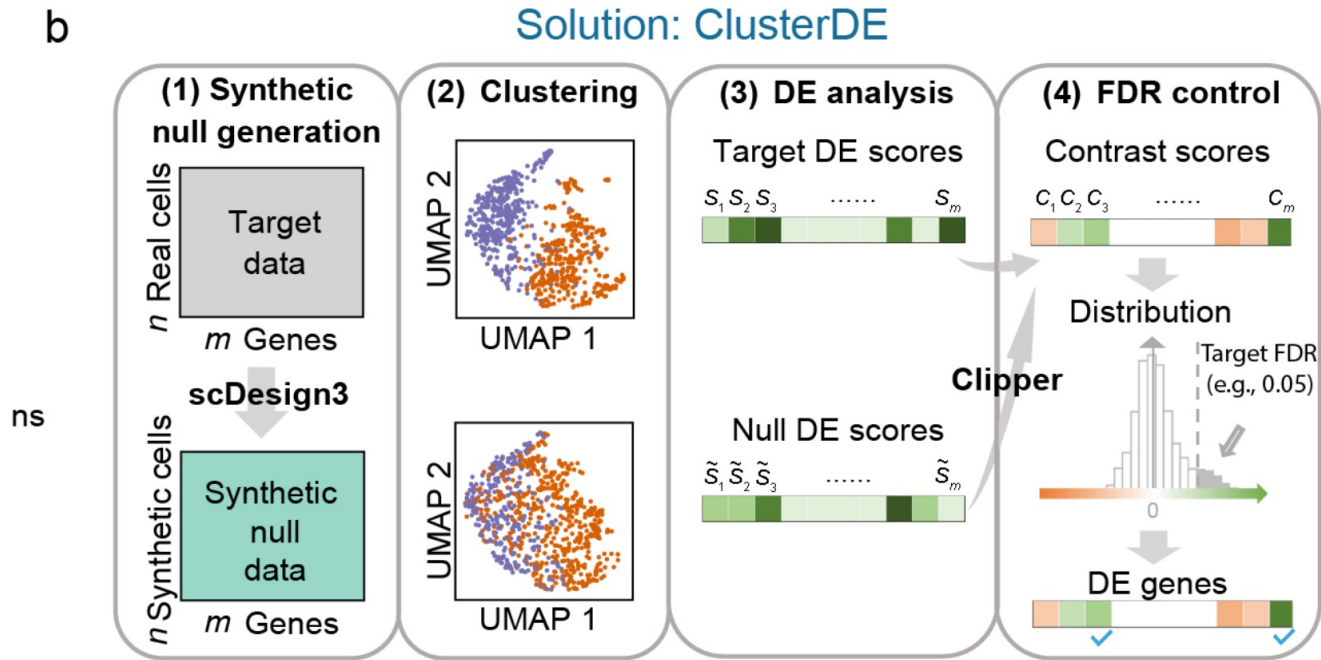 b
Solution: ClusterDE
(1) Synthetic
null generation
n Real cells
Target
data
m Genes
scDesign3
ns
n Synthetic cells
Synthetic
null
data
m Genes
(2) Clustering
UMAP 2
UMAP 1
UMAP 2
UMAP 1
(3) DE analysis
Target DE scores
S₁ S₂ S₃ ...... Sₘ
Clipper
Null DE scores
S̃₁ S̃₂ S̃₃ ...... S̃ₘ
(4) FDR control
Contrast scores
C₁ C₂ C₃ ...... Cₘ
Distribution
Target FDR
(e.g., 0.05)
0
DE genes